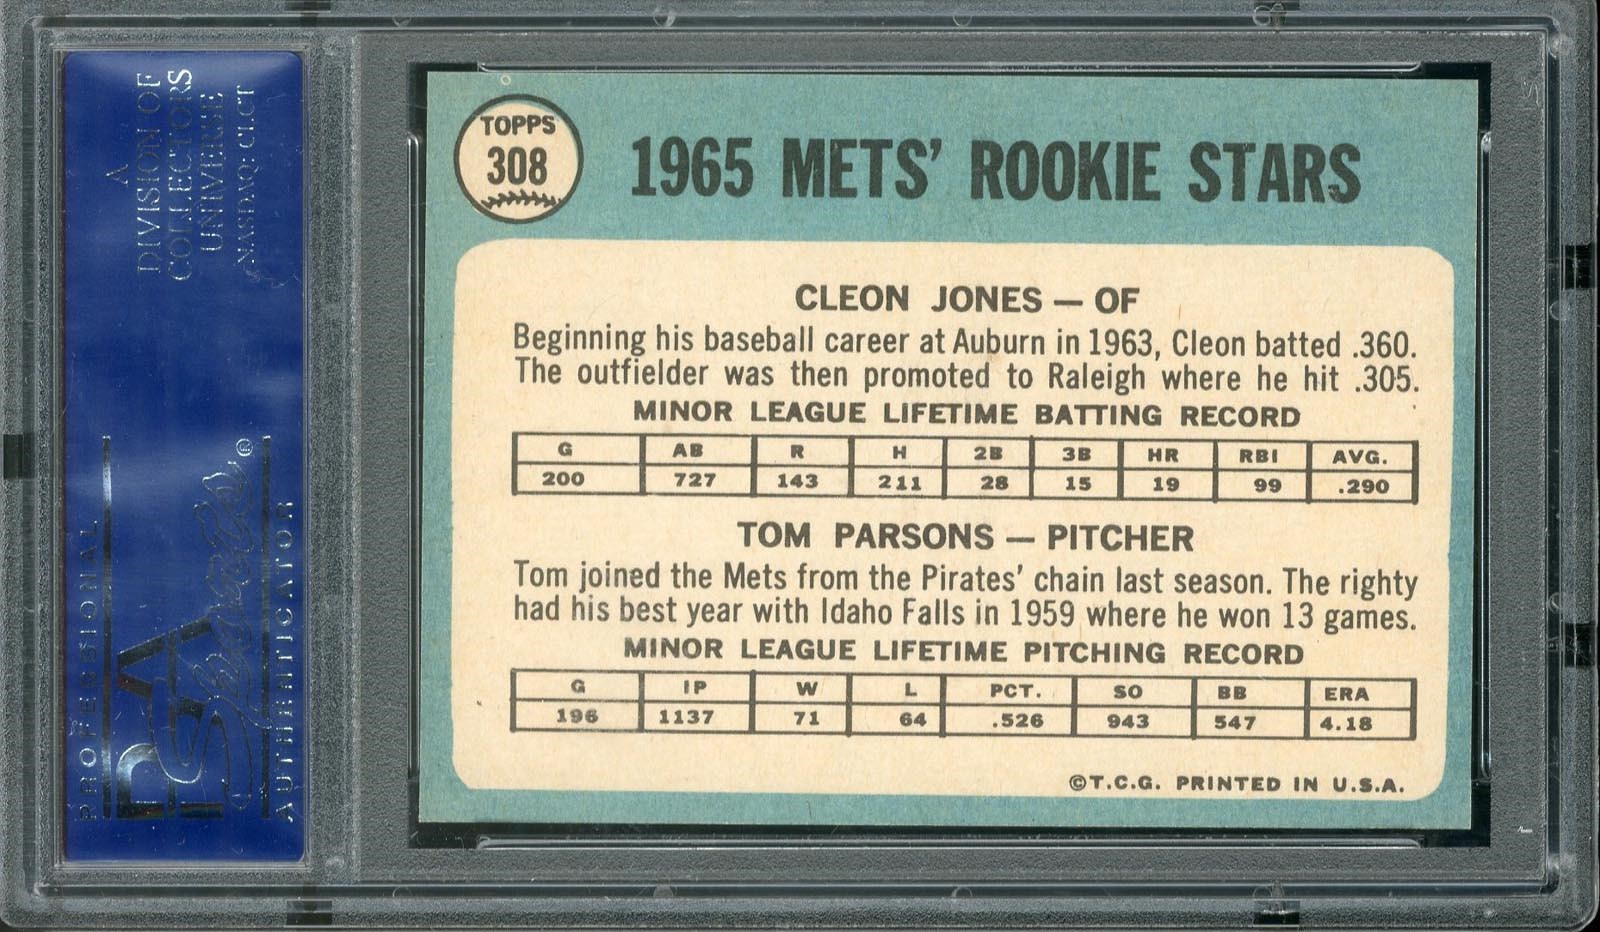 A
DIVISION OF
COLLECTORS
UNIVERSE
NASDAQ: CLCT
PROFESSIONAL
PSA
Sports®
AUTHENTICATOR
TOPPS
308
1965 METS' ROOKIE STARS
CLEON JONES — OF
Beginning his baseball career at Auburn in 1963, Cleon batted .360.
The outfielder was then promoted to Raleigh where he hit .305.
MINOR LEAGUE LIFETIME BATTING RECORD
G AB R H 2B 3B HR RBI AVG.
200 727 143 211 28 15 19 99 .290
TOM PARSONS — PITCHER
Tom joined the Mets from the Pirates' chain last season. The righty
had his best year with Idaho Falls in 1959 where he won 13 games.
MINOR LEAGUE LIFETIME PITCHING RECORD
G IP W L PCT. SO BB ERA
196 1137 71 64 .526 943 547 4.18
©T.C.G. PRINTED IN U.S.A.